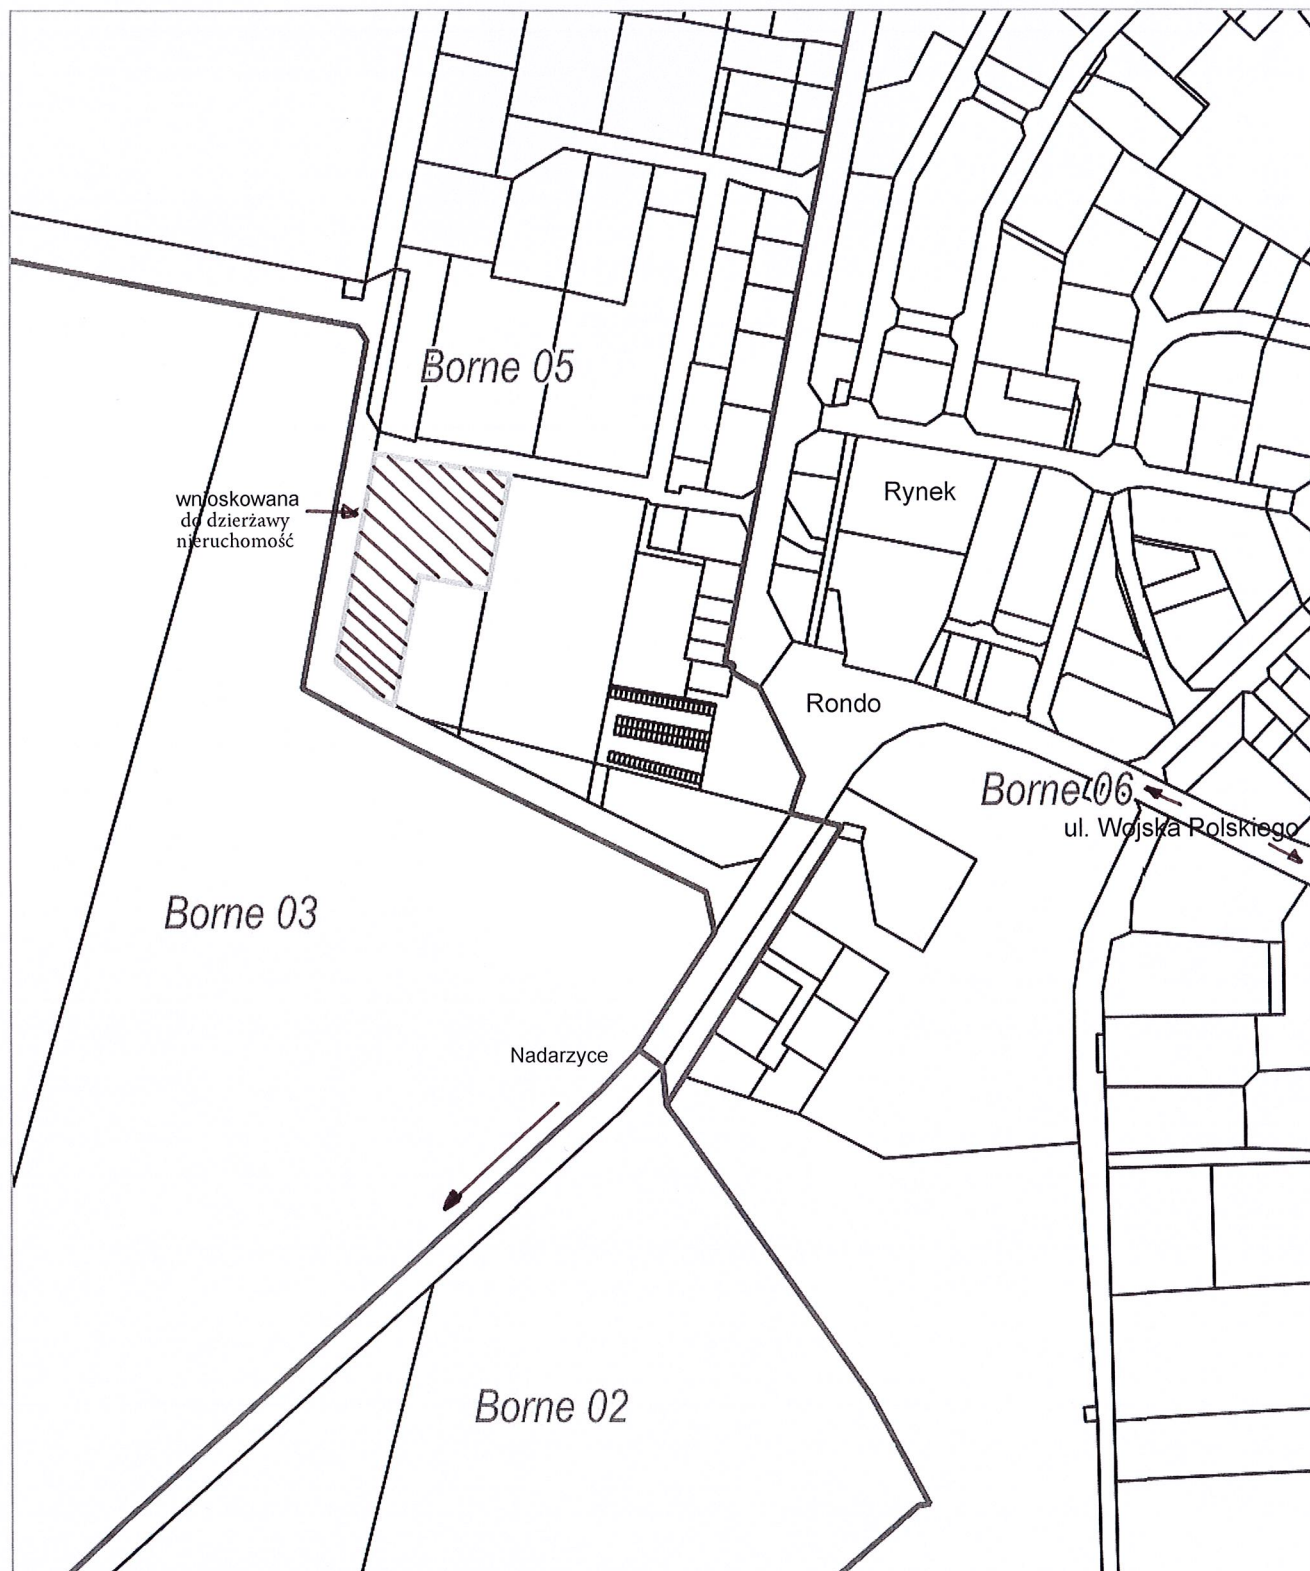 Borne 05
wnioskowana
do dzierżawy
nieruchomość
Rynek
Rondo
Borne 06
ul. Wojska Polskiego
Borne 03
Nadarzyce
Borne 02